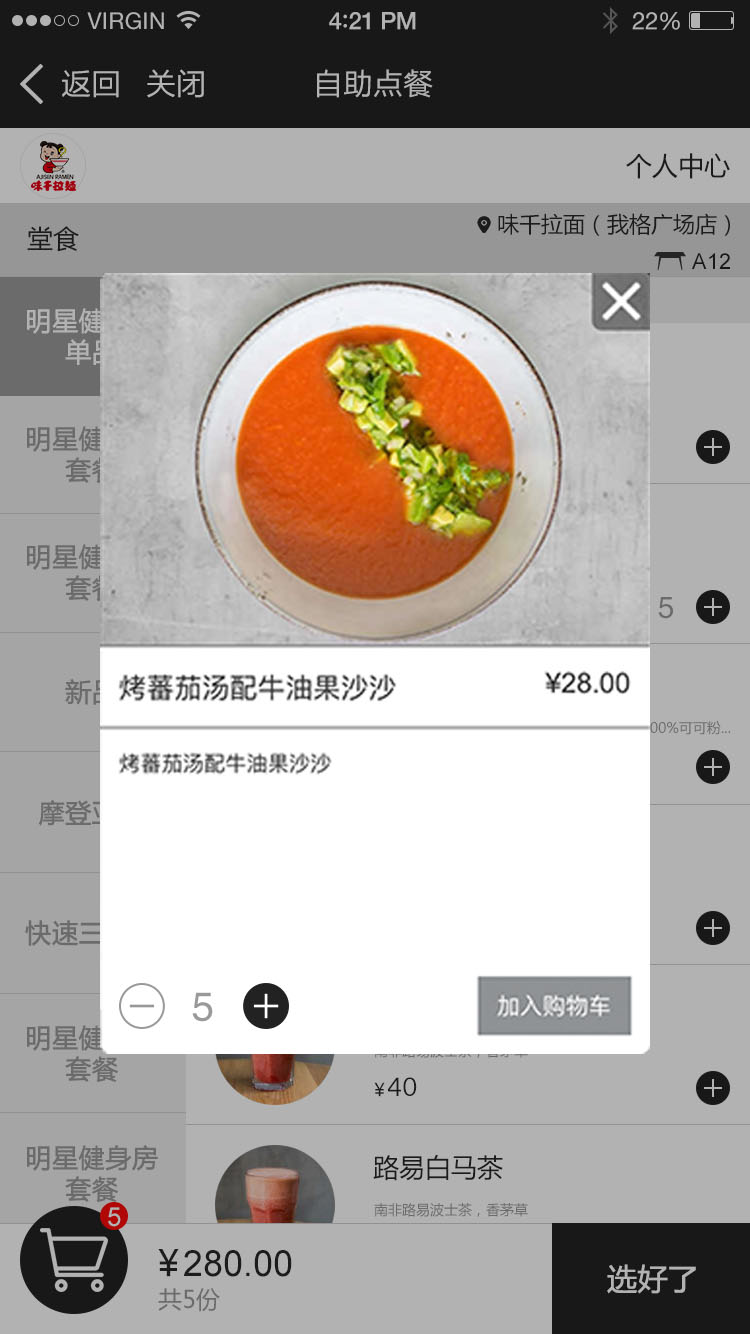 VIRGIN 4:21 PM 22%
返回 关闭 自助点餐
AJISEN RAMEN
味千拉麺
个人中心
堂食
味千拉面（我格广场店）
A12
明星健
单品
明星健
套餐
明星健
套餐
新品
摩登
快速三
明星健
套餐
明星健身房
套餐
5
00%可可粉...
烤蕃茄汤配牛油果沙沙 ¥28.00
烤蕃茄汤配牛油果沙沙
5 加入购物车
¥40
路易白马茶
南非路易波士茶，香茅草
5
¥280.00
共5份
选好了